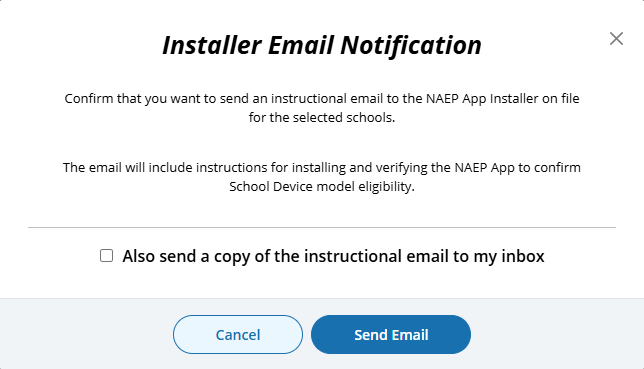 Installer Email Notification
Confirm that you want to send an instructional email to the NAEP App Installer on file
for the selected schools.
The email will include instructions for installing and verifying the NAEP App to confirm
School Device model eligibility.
Also send a copy of the instructional email to my inbox
Cancel
Send Email